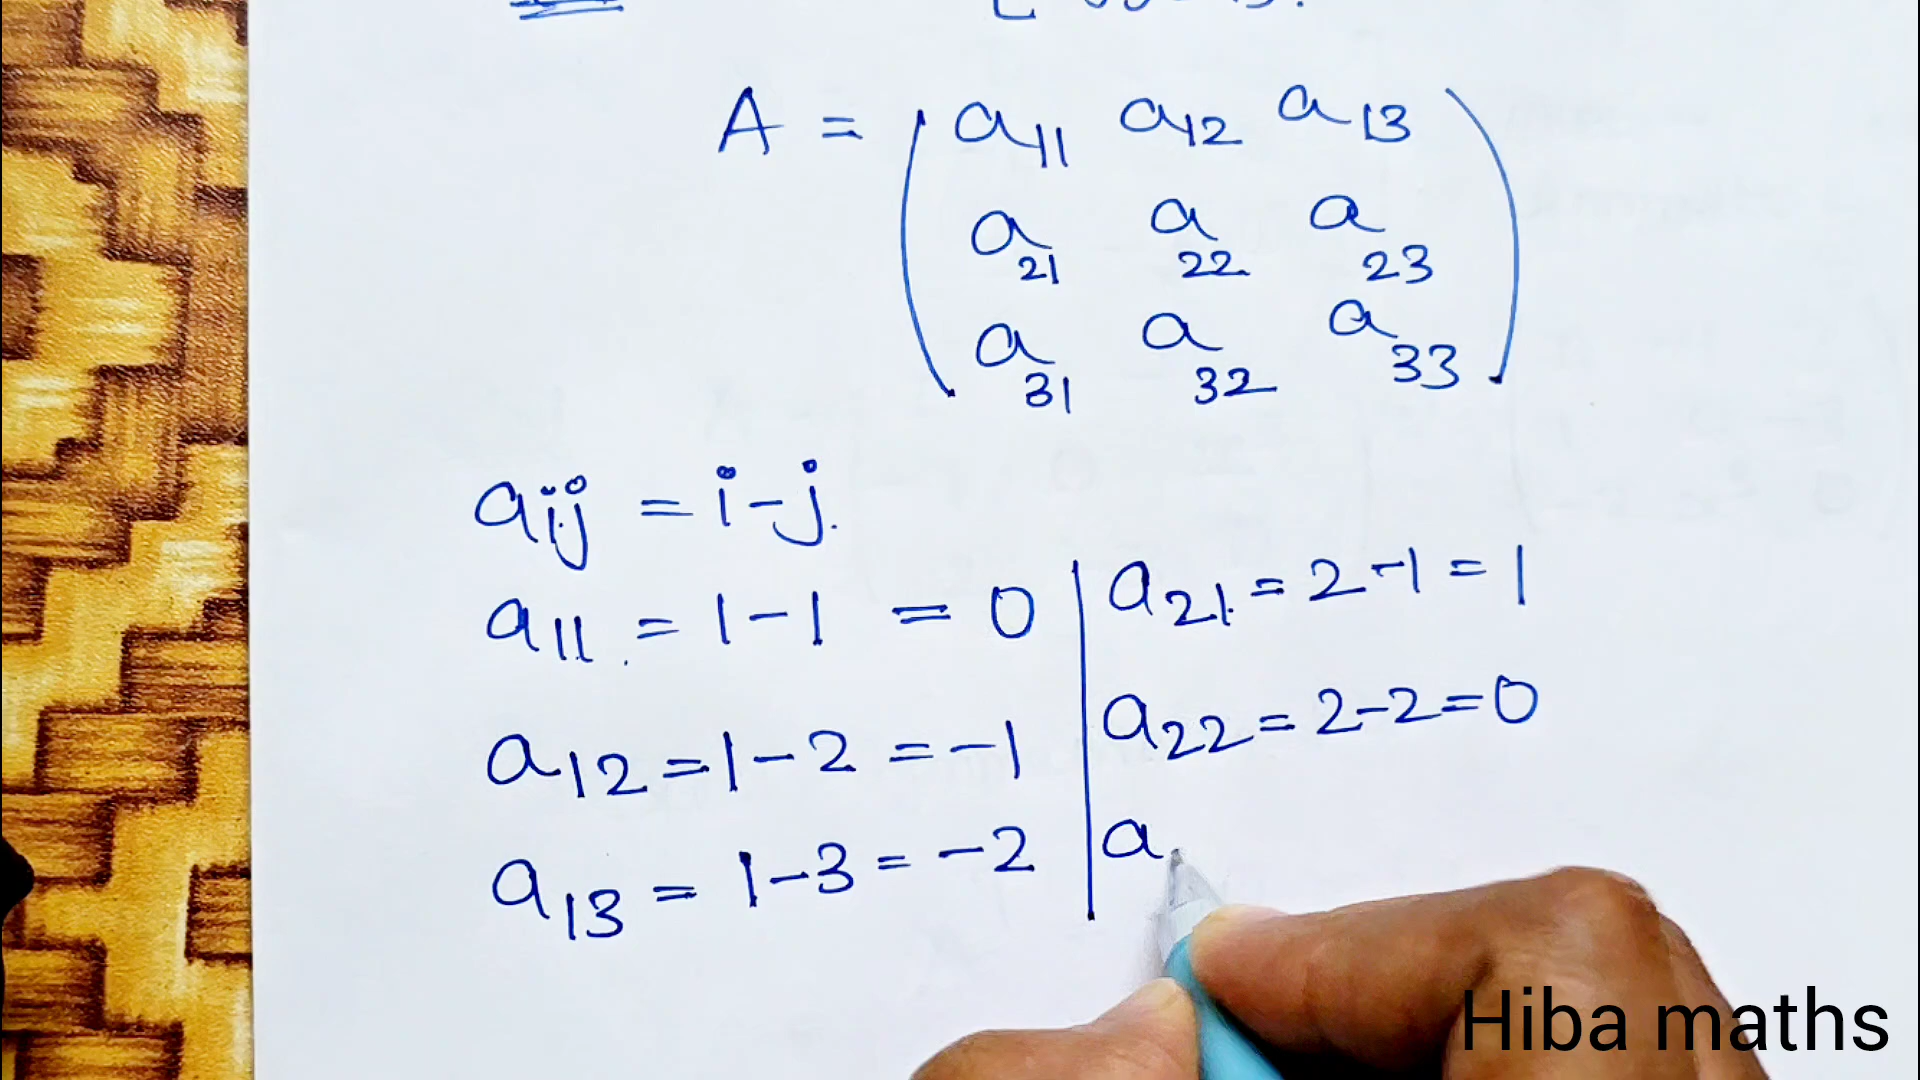 A = ( a11 a12 a13
a21 a22 a23
a31 a32 a33 )
aij = i-j.
a11 = 1-1 = 0
a12 = 1-2 = -1
a13 = 1-3 = -2
a21 = 2-1 = 1
a22 = 2-2 = 0
a
Hiba maths